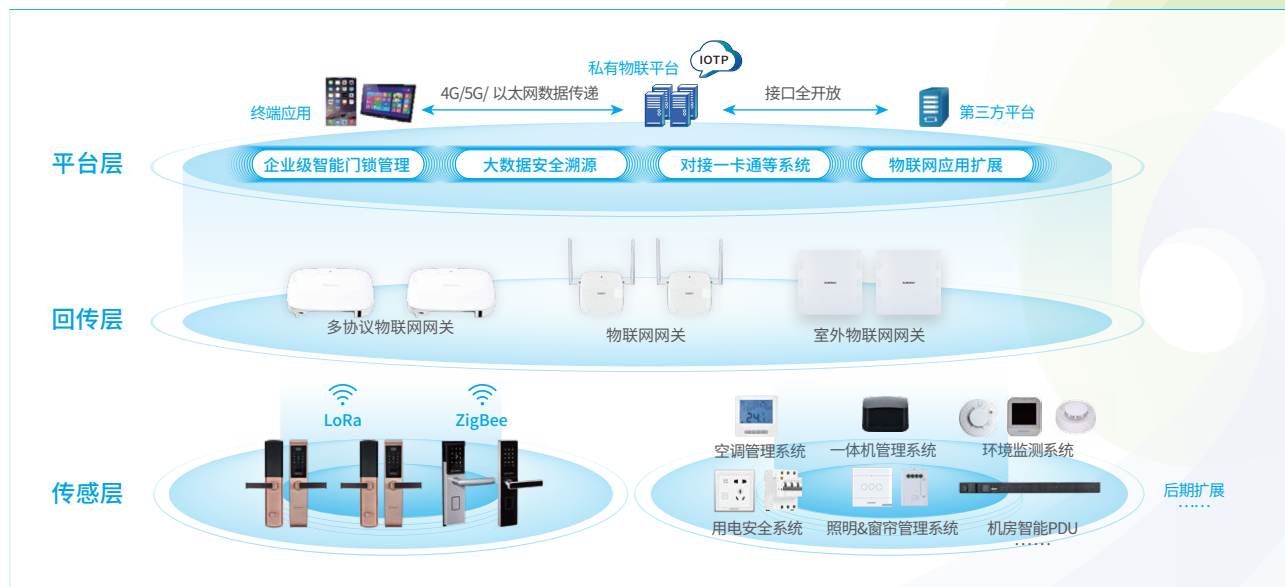 IOTP
私有物联平台
终端应用
4G/5G/ 以太网数据传递
接口全开放
第三方平台
平台层
企业级智能门锁管理
大数据安全溯源
对接一卡通等系统
物联网应用扩展
回传层
多协议物联网网关
物联网网关
室外物联网网关
LoRa
ZigBee
空调管理系统
一体机管理系统
环境监测系统
传感层
后期扩展
……
用电安全系统
照明&窗帘管理系统
机房智能PDU
……